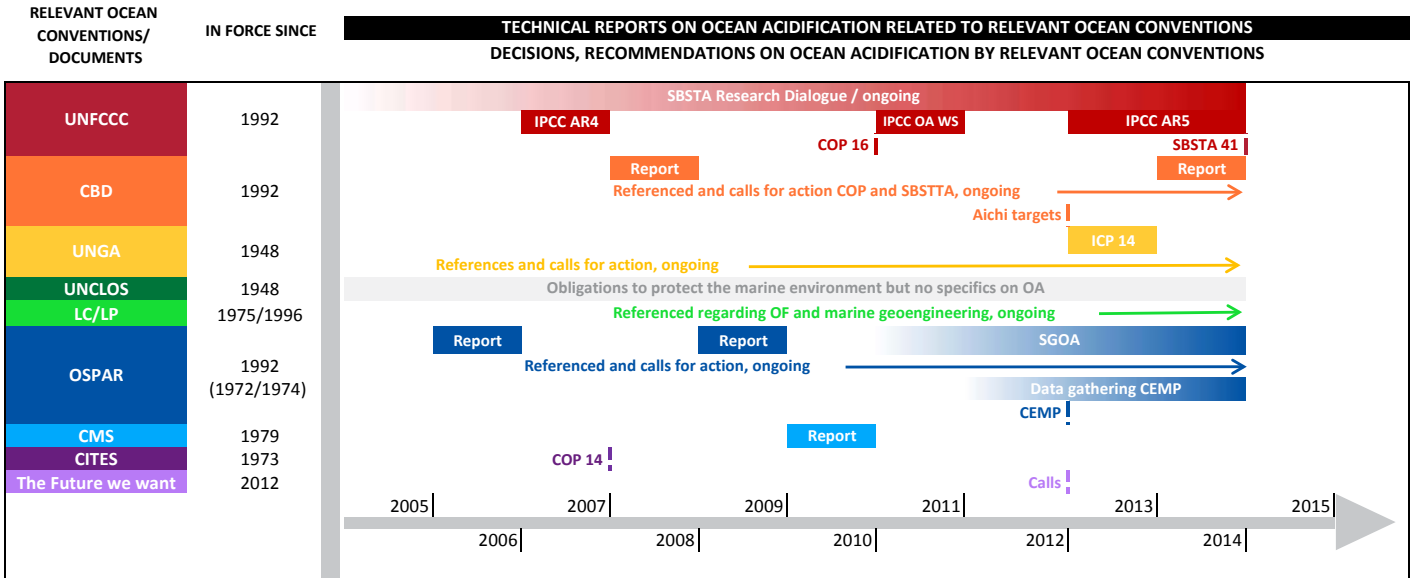 RELEVANT OCEAN
CONVENTIONS/
DOCUMENTS
IN FORCE SINCE
TECHNICAL REPORTS ON OCEAN ACIDIFICATION RELATED TO RELEVANT OCEAN CONVENTIONS
DECISIONS, RECOMMENDATIONS ON OCEAN ACIDIFICATION BY RELEVANT OCEAN CONVENTIONS
SBSTA Research Dialogue / ongoing
UNFCCC
1992
IPCC AR4
IPCC OA WS
IPCC AR5
COP 16
SBSTA 41
CBD
1992
Report
Report
Referenced and calls for action COP and SBSTTA, ongoing
Aichi targets
UNGA
1948
ICP 14
References and calls for action, ongoing
UNCLOS
1948
Obligations to protect the marine environment but no specifics on OA
LC/LP
1975/1996
Referenced regarding OF and marine geoengineering, ongoing
OSPAR
1992
(1972/1974)
Report
Report
SGOA
Referenced and calls for action, ongoing
Data gathering CEMP
CEMP
CMS
1979
Report
CITES
1973
COP 14
The Future we want
2012
Calls
2005
2007
2009
2011
2013
2015
2006
2008
2010
2012
2014